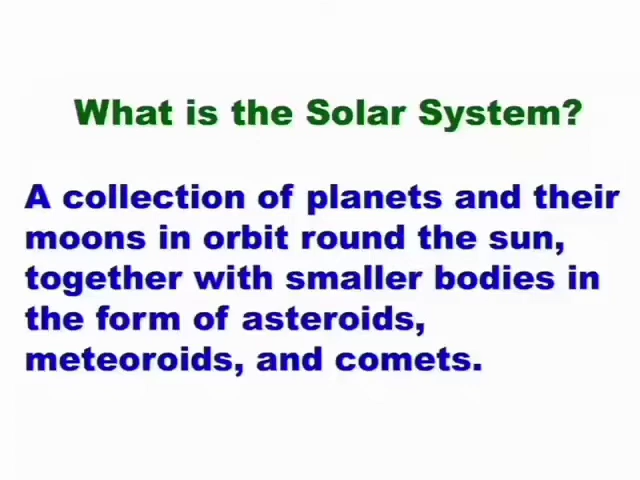 What is the Solar System?
A collection of planets and their
moons in orbit round the sun,
together with smaller bodies in
the form of asteroids,
meteoroids, and comets.